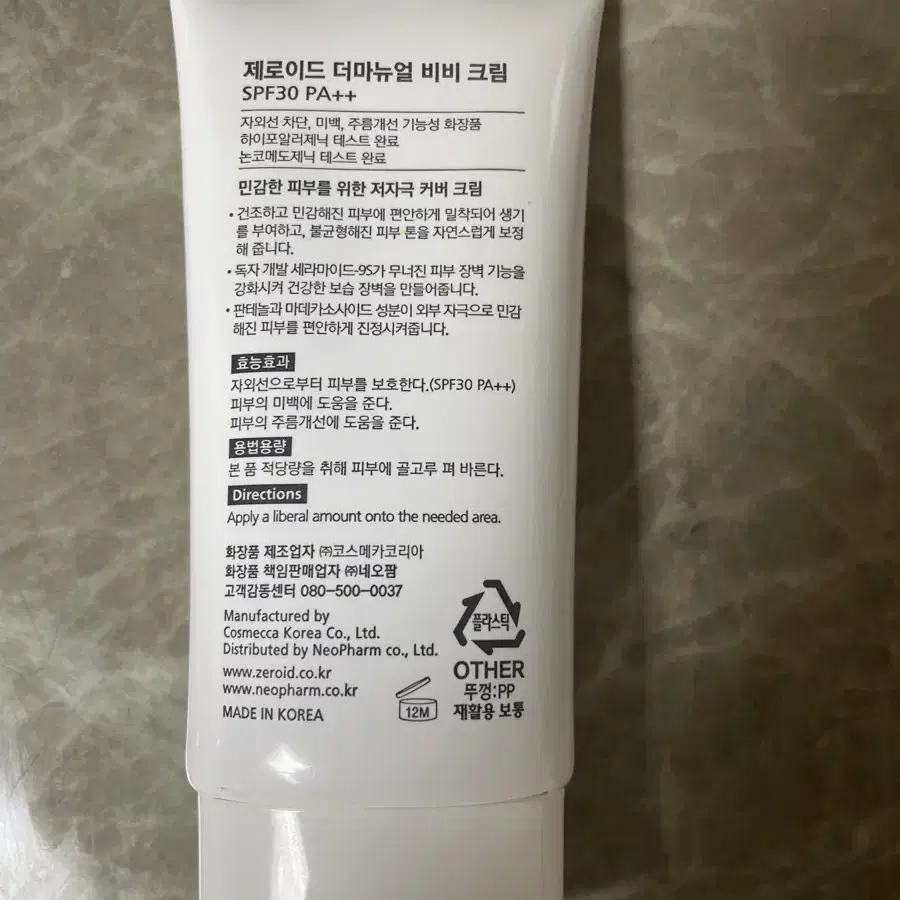 제로이드 더마뉴얼 비비 크림
SPF30 PA++
자외선 차단, 미백, 주름개선 기능성 화장품
하이포알러제닉 테스트 완료
논코메도제닉 테스트 완료
민감한 피부를 위한 저자극 커버 크림
• 건조하고 민감해진 피부에 편안하게 밀착되어 생기
를 부여하고, 불균형해진 피부 톤을 자연스럽게 보정
해 줍니다.
• 독자 개발 세라마이드-9S가 무너진 피부 장벽 기능을
강화시켜 건강한 보습 장벽을 만들어줍니다.
• 판테놀과 마데카소사이드 성분이 외부 자극으로 민감
해진 피부를 편안하게 진정시켜줍니다.
효능효과
자외선으로부터 피부를 보호한다.(SPF30 PA++)
피부의 미백에 도움을 준다.
피부의 주름개선에 도움을 준다.
용법용량
본 품 적당량을 취해 피부에 골고루 펴 바른다.
Directions
Apply a liberal amount onto the needed area.
화장품 제조업자 ㈜코스메카코리아
화장품 책임판매업자 ㈜네오팜
고객감동센터 080-500-0037
Manufactured by
Cosmecca Korea Co., Ltd.
Distributed by NeoPharm co., Ltd.
www.zeroid.co.kr
www.neopharm.co.kr
MADE IN KOREA
12M
플라스틱
OTHER
뚜껑:PP
재활용 보통